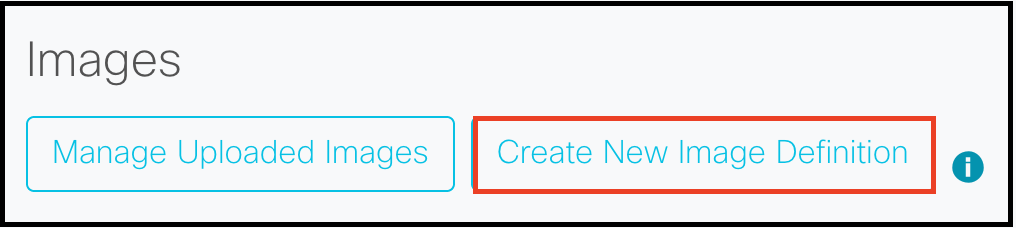 Images
Manage Uploaded Images
Create New Image Definition
i